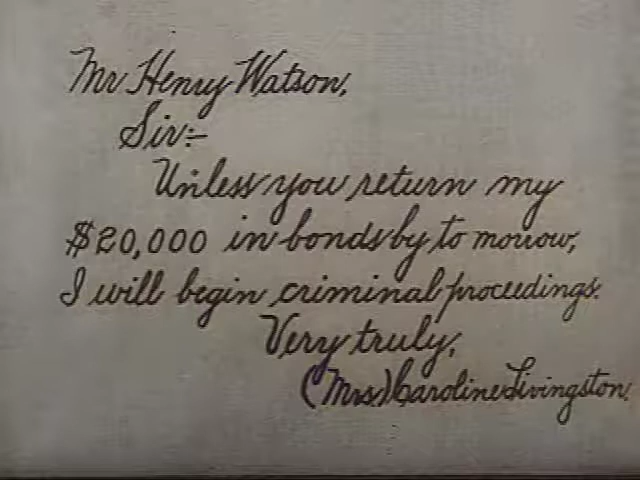 Mr Henry Watson,
Sir:-
Unless you return my
$20,000 in bonds by to morrow,
I will begin criminal proceedings.
Very truly,
(Mrs) Caroline Livingston.